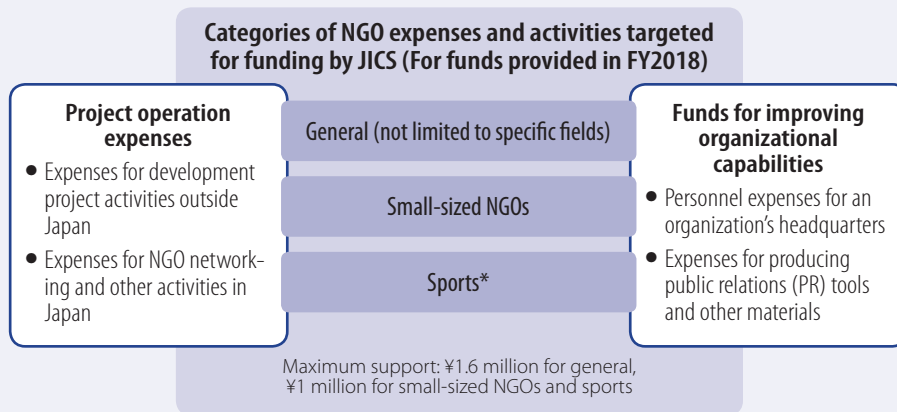 Categories of NGO expenses and activities targeted
for funding by JICS (For funds provided in FY2018)
Project operation
expenses
● Expenses for development
project activities outside
Japan
● Expenses for NGO network-
ing and other activities in
Japan
General (not limited to specific fields)
Small-sized NGOs
Sports*
Funds for improving
organizational
capabilities
● Personnel expenses for an
organization's headquarters
● Expenses for producing
public relations (PR) tools
and other materials
Maximum support: ¥1.6 million for general,
¥1 million for small-sized NGOs and sports